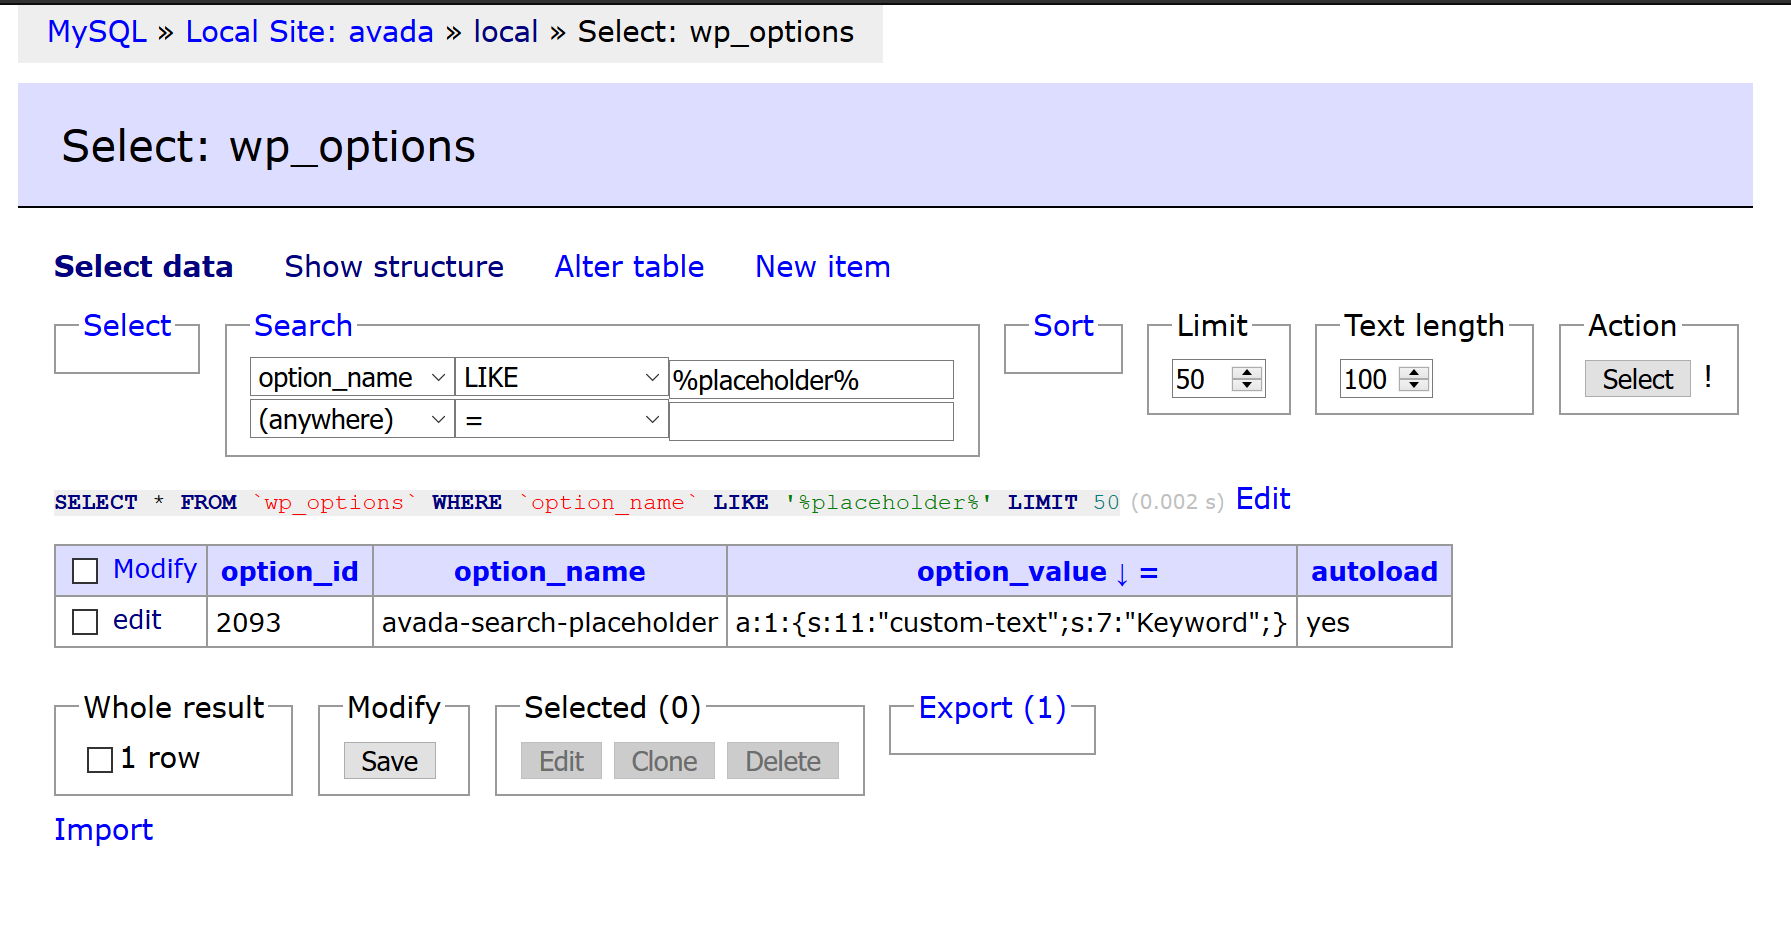 MySQL » Local Site: avada » local » Select: wp_options
Select: wp_options
Select data Show structure Alter table New item
Select Search Sort Limit Text length Action
option_name LIKE %placeholder% 50 100 Select !
(anywhere) =
SELECT * FROM `wp_options` WHERE `option_name` LIKE '%placeholder%' LIMIT 50 (0.002 s) Edit
Modify option_id option_name option_value ↓ = autoload
edit 2093 avada-search-placeholder a:1:{s:11:"custom-text";s:7:"Keyword";} yes
Whole result Modify Selected (0) Export (1)
1 row Save Edit Clone Delete
Import